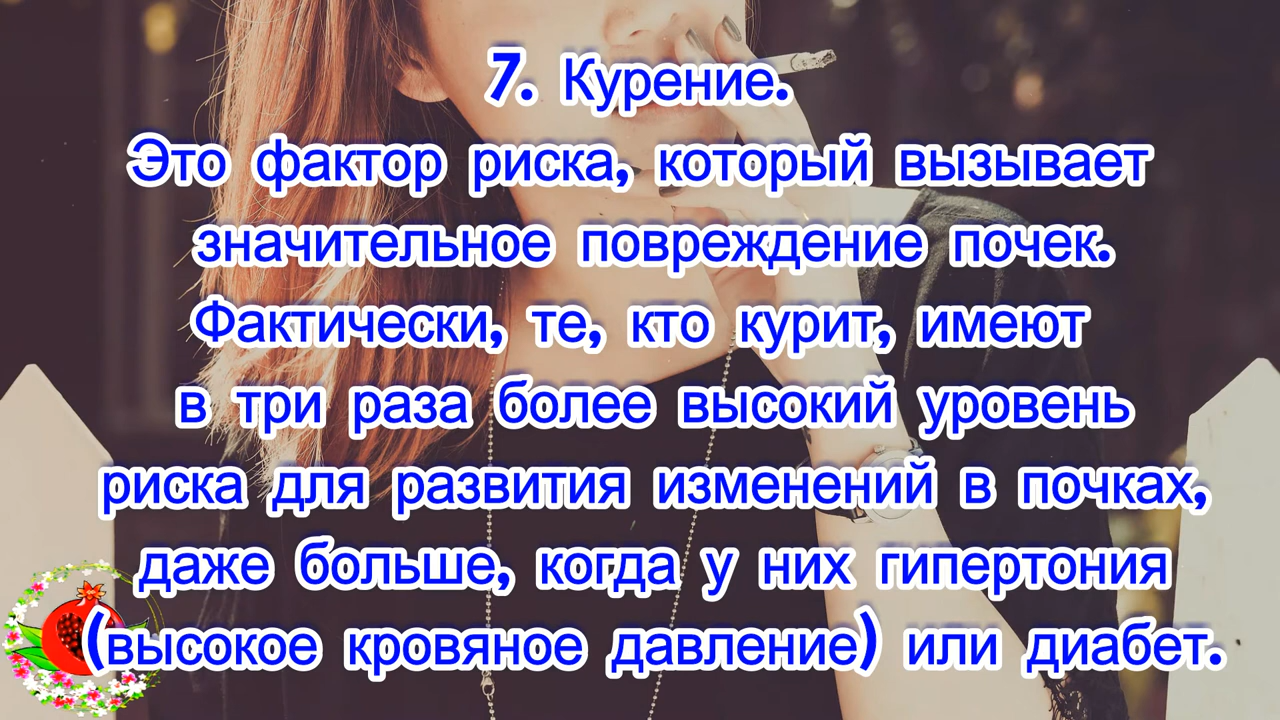 7. Курение.
Это фактор риска, который вызывает
значительное повреждение почек.
Фактически, те, кто курит, имеют
в три раза более высокий уровень
риска для развития изменений в почках,
даже больше, когда у них гипертония
(высокое кровяное давление) или диабет.